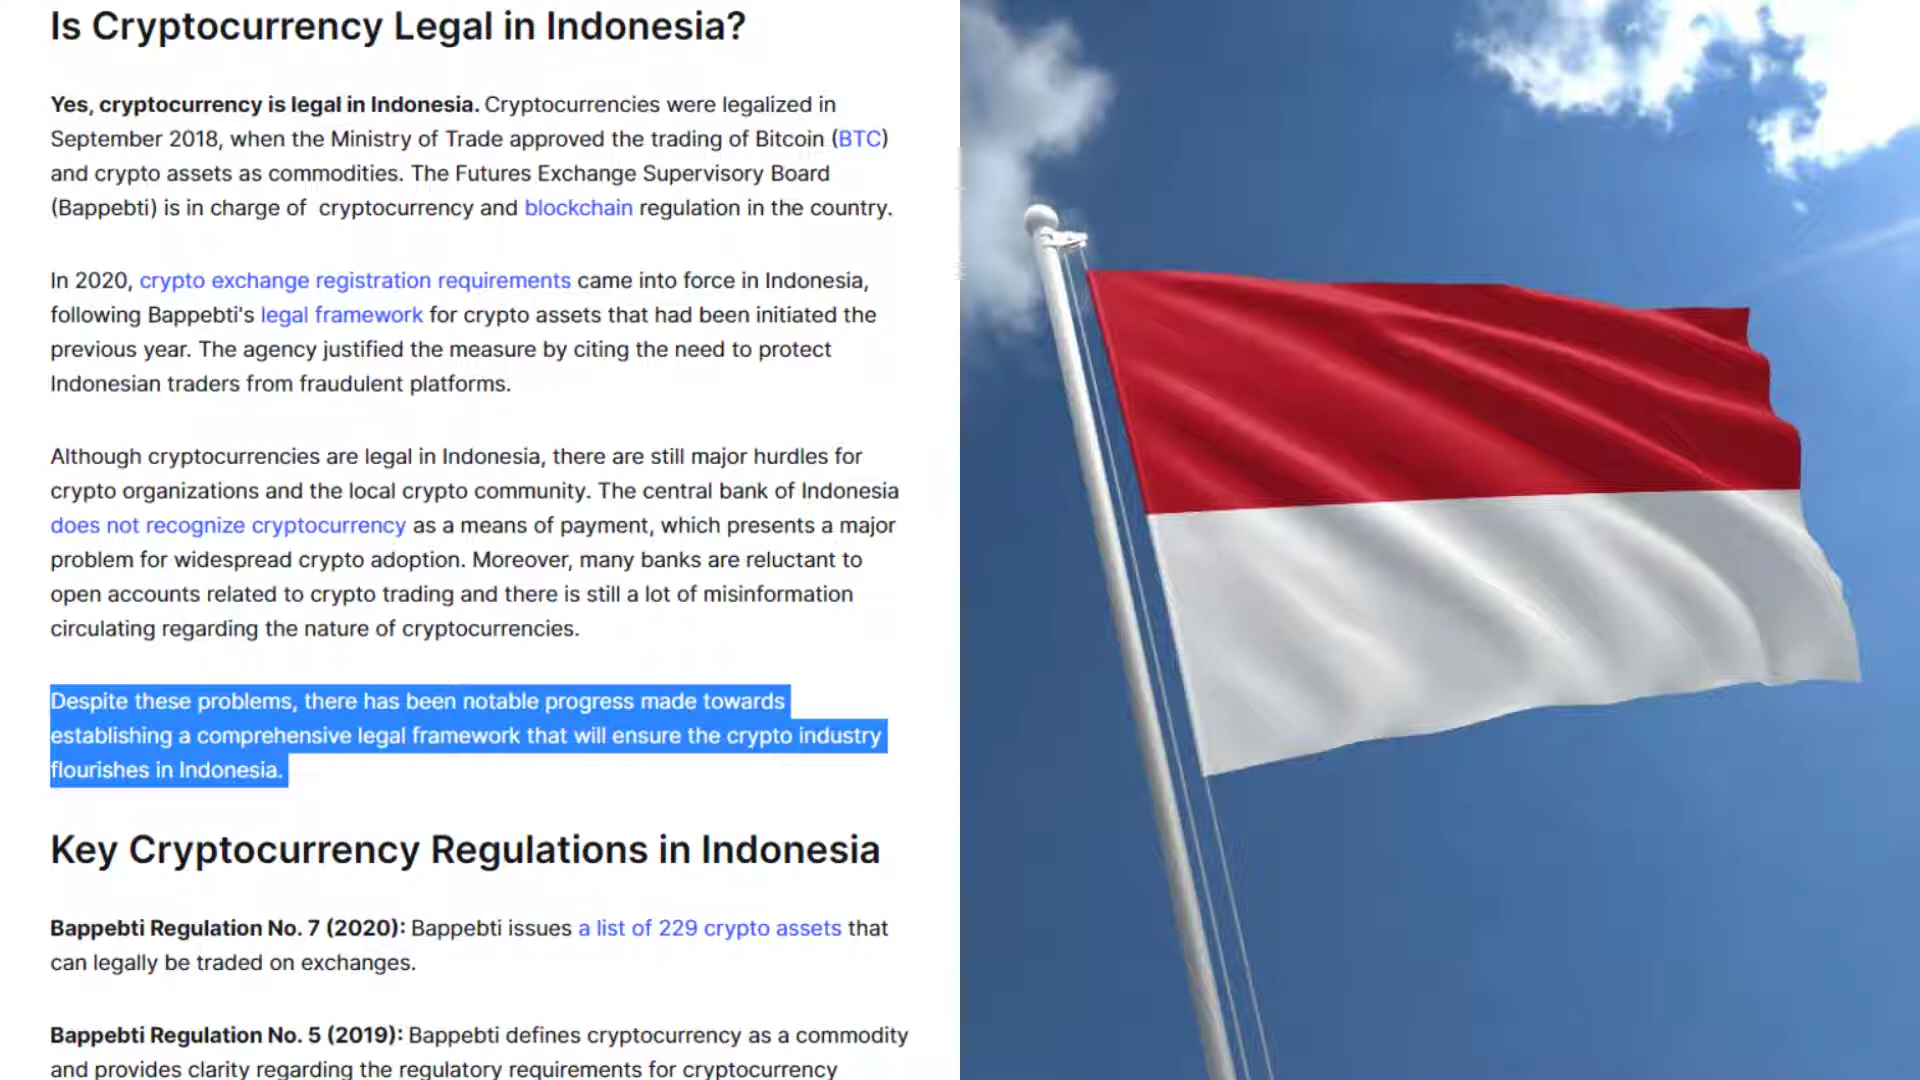 Is Cryptocurrency Legal in Indonesia?
Yes, cryptocurrency is legal in Indonesia. Cryptocurrencies were legalized in
September 2018, when the Ministry of Trade approved the trading of Bitcoin (BTC)
and crypto assets as commodities. The Futures Exchange Supervisory Board
(Bappebti) is in charge of  cryptocurrency and blockchain regulation in the country.
In 2020, crypto exchange registration requirements came into force in Indonesia,
following Bappebti's legal framework for crypto assets that had been initiated the
previous year. The agency justified the measure by citing the need to protect
Indonesian traders from fraudulent platforms.
Although cryptocurrencies are legal in Indonesia, there are still major hurdles for
crypto organizations and the local crypto community. The central bank of Indonesia
does not recognize cryptocurrency as a means of payment, which presents a major
problem for widespread crypto adoption. Moreover, many banks are reluctant to
open accounts related to crypto trading and there is still a lot of misinformation
circulating regarding the nature of cryptocurrencies.
Despite these problems, there has been notable progress made towards
establishing a comprehensive legal framework that will ensure the crypto industry
flourishes in Indonesia.
Key Cryptocurrency Regulations in Indonesia
Bappebti Regulation No. 7 (2020): Bappebti issues a list of 229 crypto assets that
can legally be traded on exchanges.
Bappebti Regulation No. 5 (2019): Bappebti defines cryptocurrency as a commodity
and provides clarity regarding the regulatory requirements for cryptocurrency